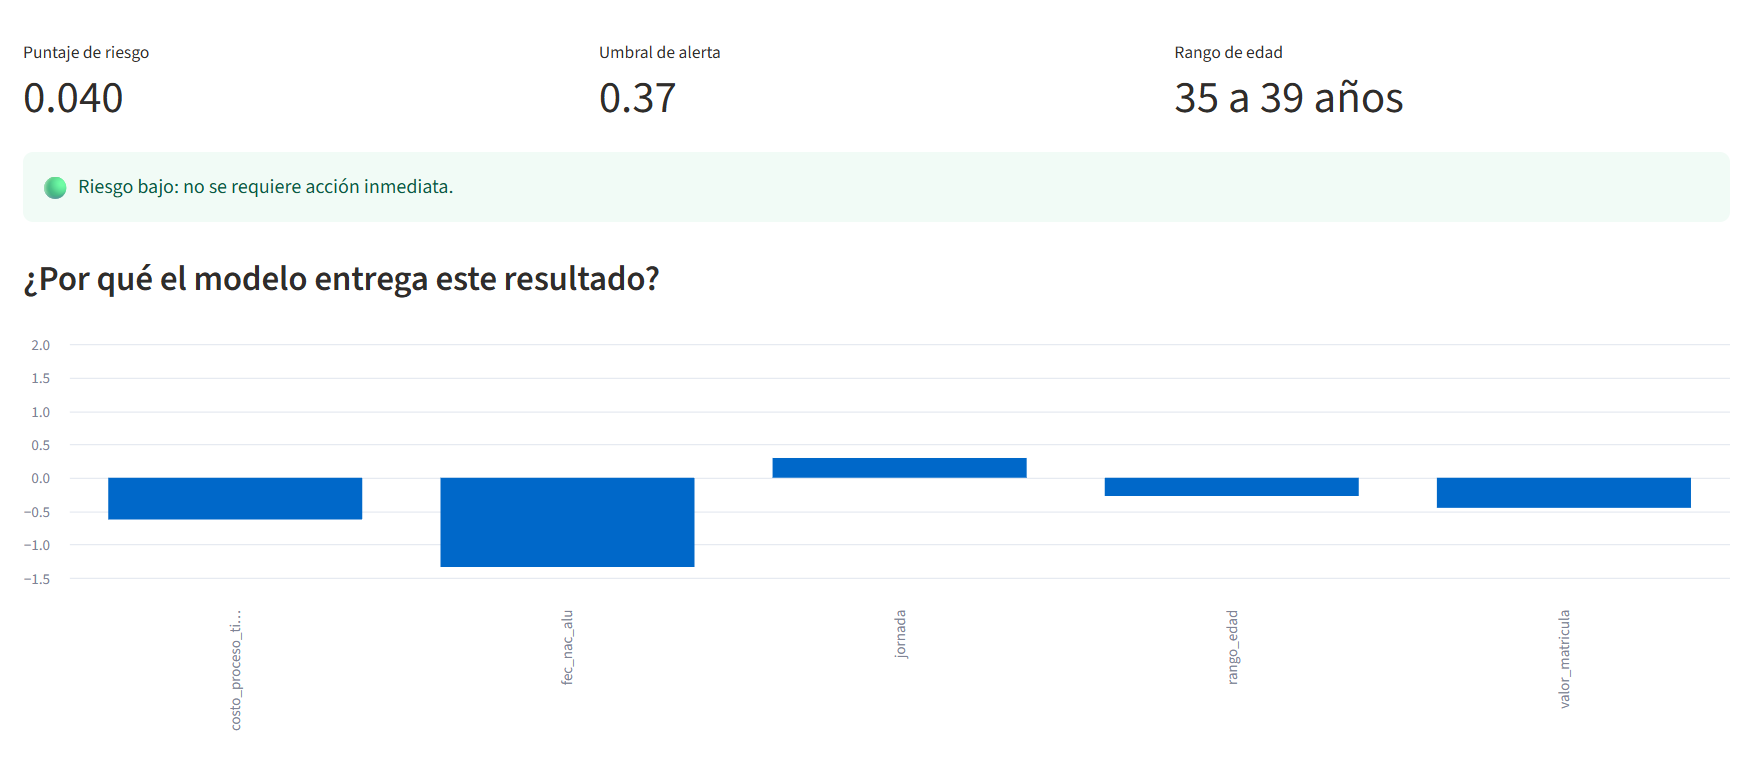 Puntaje de riesgo
0.040
Umbral de alerta
0.37
Rango de edad
35 a 39 años
Riesgo bajo: no se requiere acción inmediata.
¿Por qué el modelo entrega este resultado?
2.0
1.5
1.0
0.5
0.0
−0.5
−1.0
−1.5
costo_proceso_ti…
fec_nac_alu
jornada
rango_edad
valor_matricula